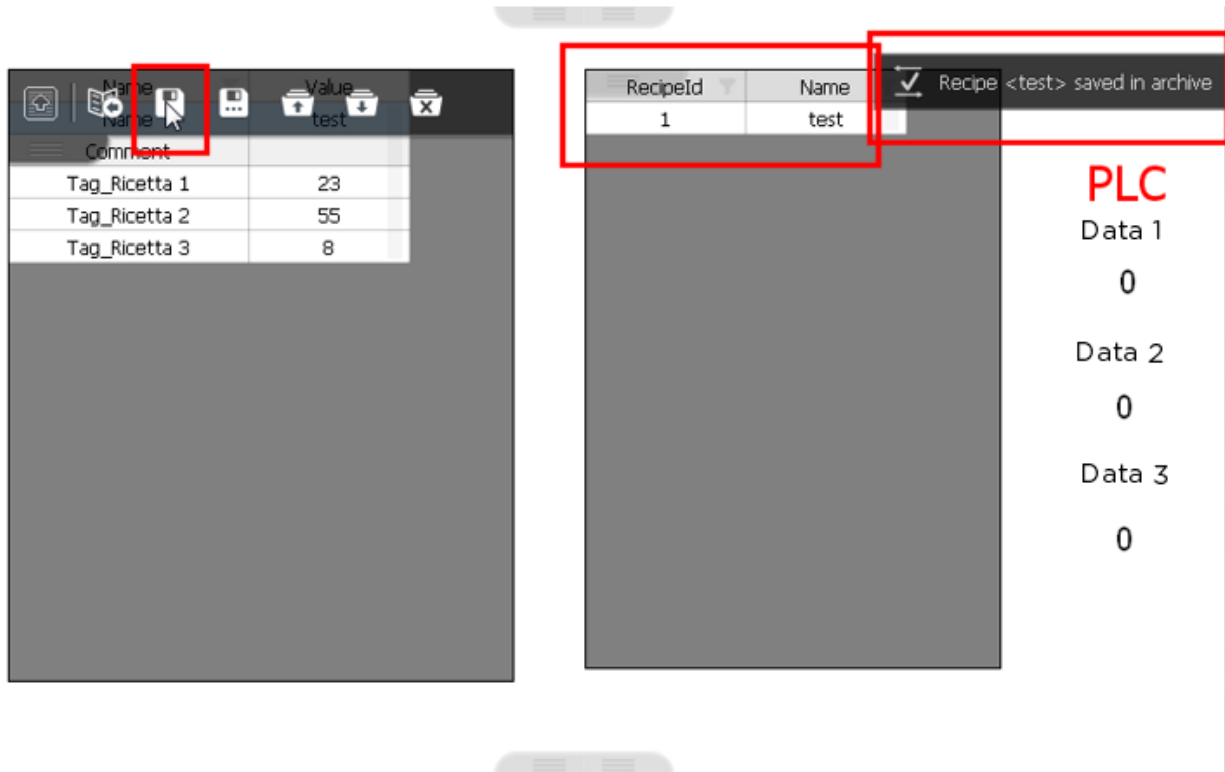 Name Value
Name test
Comment
Tag_Ricetta 1 23
Tag_Ricetta 2 55
Tag_Ricetta 3 8
RecipeId Name
1 test
Recipe <test> saved in archive
PLC
Data 1
0
Data 2
0
Data 3
0